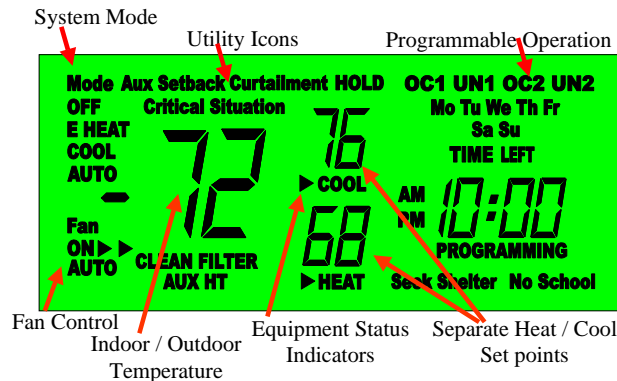 System Mode
Utility Icons
Programmable Operation
Mode Aux Setback Curtailment HOLD OC1 UN1 OC2 UN2
OFF Critical Situation Mo Tu We Th Fr
E HEAT Sa Su
COOL TIME LEFT
AUTO
72
76
▶COOL
AM
PM
10:00
Fan
ON▶▶
AUTO
68
PROGRAMMING
CLEAN FILTER
AUX HT
▶HEAT
Seek Shelter No School
Fan Control
Indoor / Outdoor
Temperature
Equipment Status
Indicators
Separate Heat / Cool
Set points